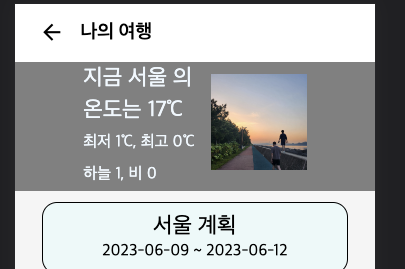 나의 여행
지금 서울 의
온도는 17℃
최저 1℃, 최고 0℃
하늘 1, 비 0
서울 계획
2023-06-09 ~ 2023-06-12